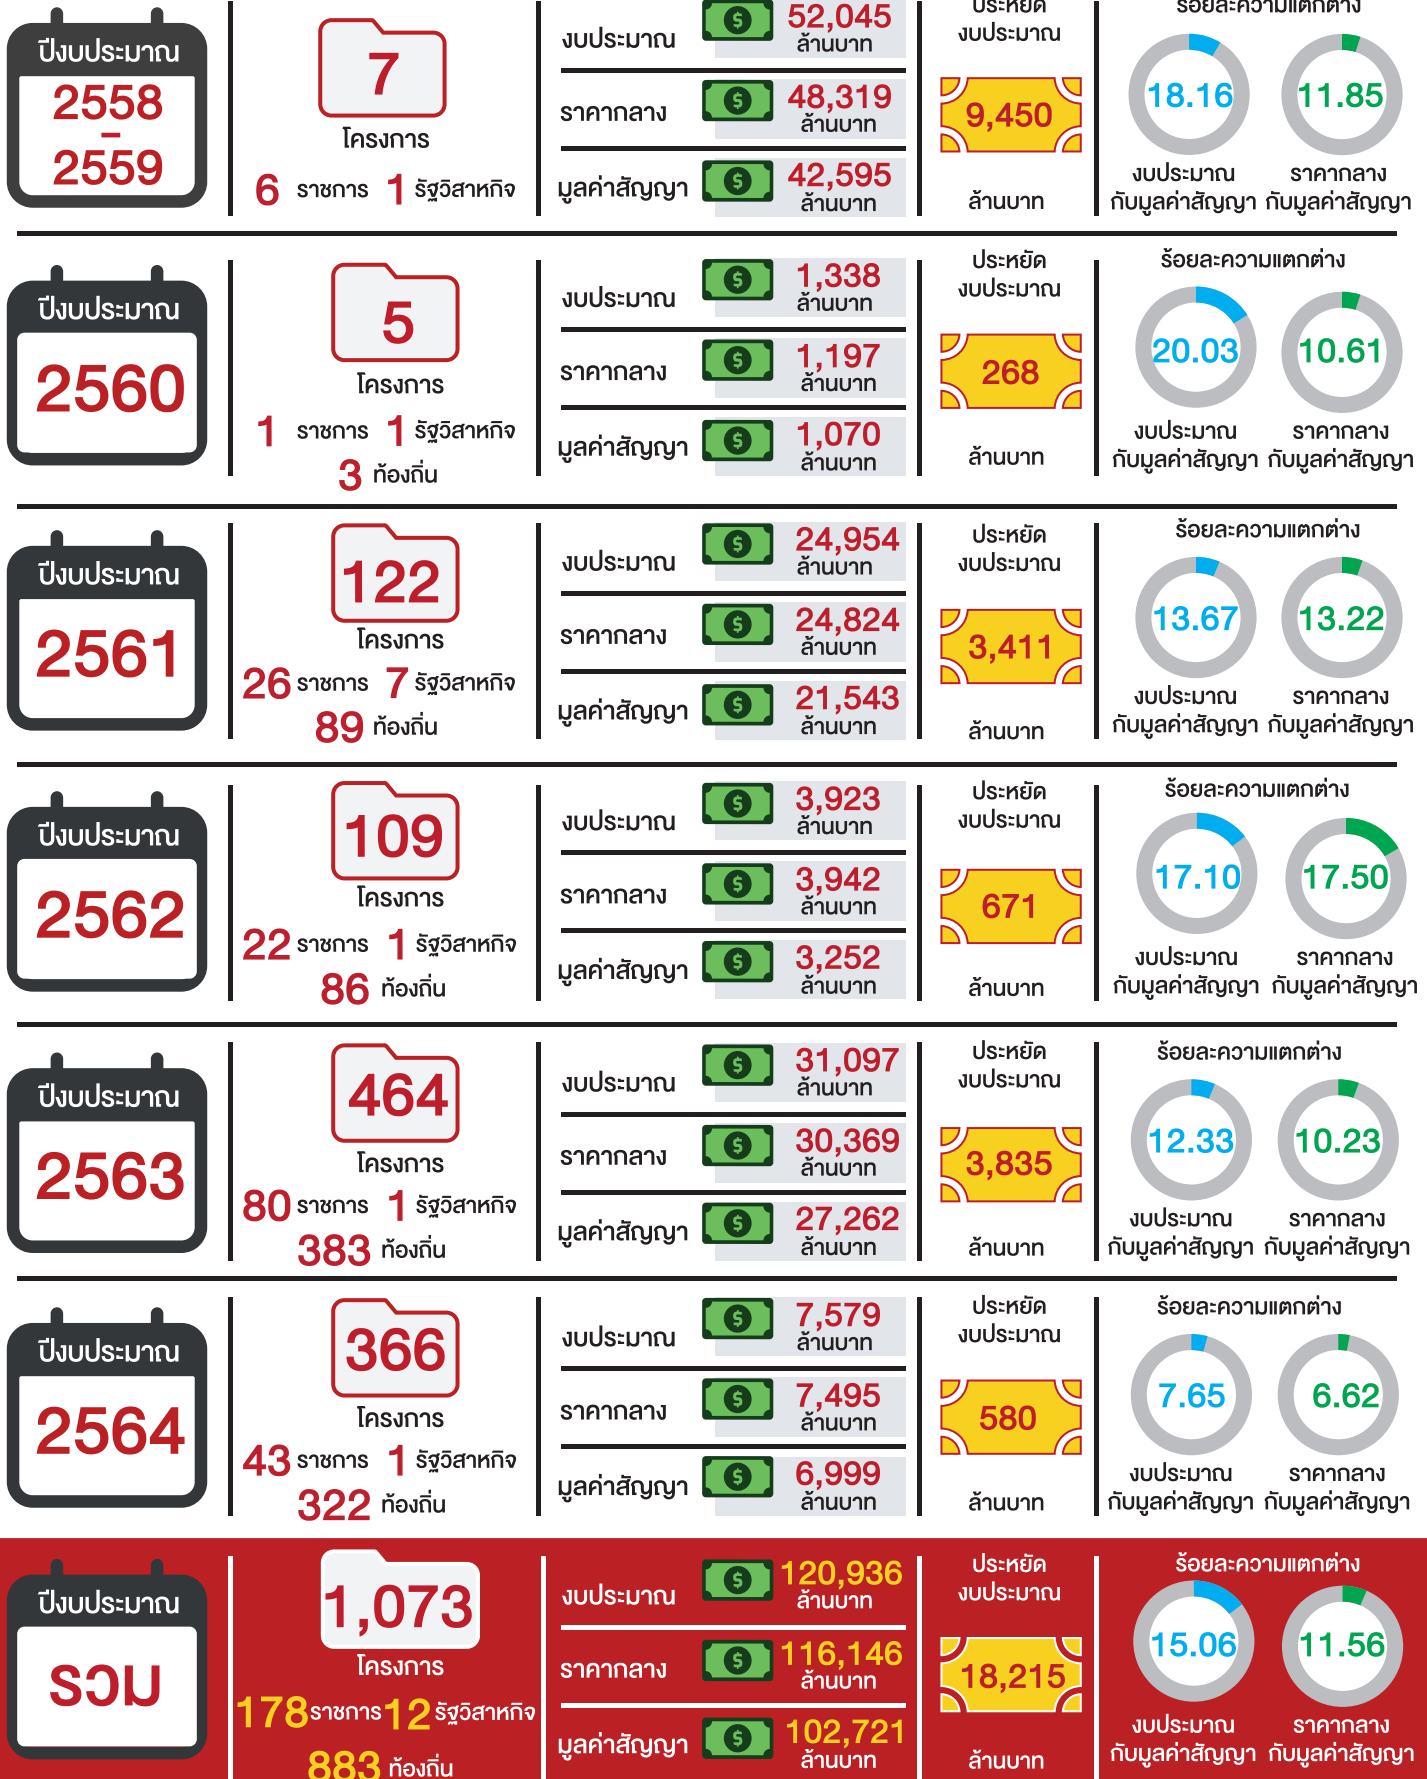 ปีงบประมาณ
2558
–
2559
7
โครงการ
6 ราชการ 1 รัฐวิสาหกิจ
งบประมาณ 52,045
ล้านบาท
ราคากลาง 48,319
ล้านบาท
มูลค่าสัญญา 42,595
ล้านบาท
ประหยัด
งบประมาณ
9,450
ล้านบาท
ร้อยละความแตกต่าง
18.16 11.85
งบประมาณ ราคากลาง
กับมูลค่าสัญญา กับมูลค่าสัญญา
ปีงบประมาณ
2560
5
โครงการ
1 ราชการ 1 รัฐวิสาหกิจ
3 ท้องถิ่น
งบประมาณ 1,338
ล้านบาท
ราคากลาง 1,197
ล้านบาท
มูลค่าสัญญา 1,070
ล้านบาท
ประหยัด
งบประมาณ
268
ล้านบาท
ร้อยละความแตกต่าง
20.03 10.61
งบประมาณ ราคากลาง
กับมูลค่าสัญญา กับมูลค่าสัญญา
ปีงบประมาณ
2561
122
โครงการ
26 ราชการ 7 รัฐวิสาหกิจ
89 ท้องถิ่น
งบประมาณ 24,954
ล้านบาท
ราคากลาง 24,824
ล้านบาท
มูลค่าสัญญา 21,543
ล้านบาท
ประหยัด
งบประมาณ
3,411
ล้านบาท
ร้อยละความแตกต่าง
13.67 13.22
งบประมาณ ราคากลาง
กับมูลค่าสัญญา กับมูลค่าสัญญา
ปีงบประมาณ
2562
109
โครงการ
22 ราชการ 1 รัฐวิสาหกิจ
86 ท้องถิ่น
งบประมาณ 3,923
ล้านบาท
ราคากลาง 3,942
ล้านบาท
มูลค่าสัญญา 3,252
ล้านบาท
ประหยัด
งบประมาณ
671
ล้านบาท
ร้อยละความแตกต่าง
17.10 17.50
งบประมาณ ราคากลาง
กับมูลค่าสัญญา กับมูลค่าสัญญา
ปีงบประมาณ
2563
464
โครงการ
80 ราชการ 1 รัฐวิสาหกิจ
383 ท้องถิ่น
งบประมาณ 31,097
ล้านบาท
ราคากลาง 30,369
ล้านบาท
มูลค่าสัญญา 27,262
ล้านบาท
ประหยัด
งบประมาณ
3,835
ล้านบาท
ร้อยละความแตกต่าง
12.33 10.23
งบประมาณ ราคากลาง
กับมูลค่าสัญญา กับมูลค่าสัญญา
ปีงบประมาณ
2564
366
โครงการ
43 ราชการ 1 รัฐวิสาหกิจ
322 ท้องถิ่น
งบประมาณ 7,579
ล้านบาท
ราคากลาง 7,495
ล้านบาท
มูลค่าสัญญา 6,999
ล้านบาท
ประหยัด
งบประมาณ
580
ล้านบาท
ร้อยละความแตกต่าง
7.65 6.62
งบประมาณ ราคากลาง
กับมูลค่าสัญญา กับมูลค่าสัญญา
ปีงบประมาณ
รวม
1,073
โครงการ
178 ราชการ 12 รัฐวิสาหกิจ
883 ท้องถิ่น
งบประมาณ 120,936
ล้านบาท
ราคากลาง 116,146
ล้านบาท
มูลค่าสัญญา 102,721
ล้านบาท
ประหยัด
งบประมาณ
18,215
ล้านบาท
ร้อยละความแตกต่าง
15.06 11.56
งบประมาณ ราคากลาง
กับมูลค่าสัญญา กับมูลค่าสัญญา